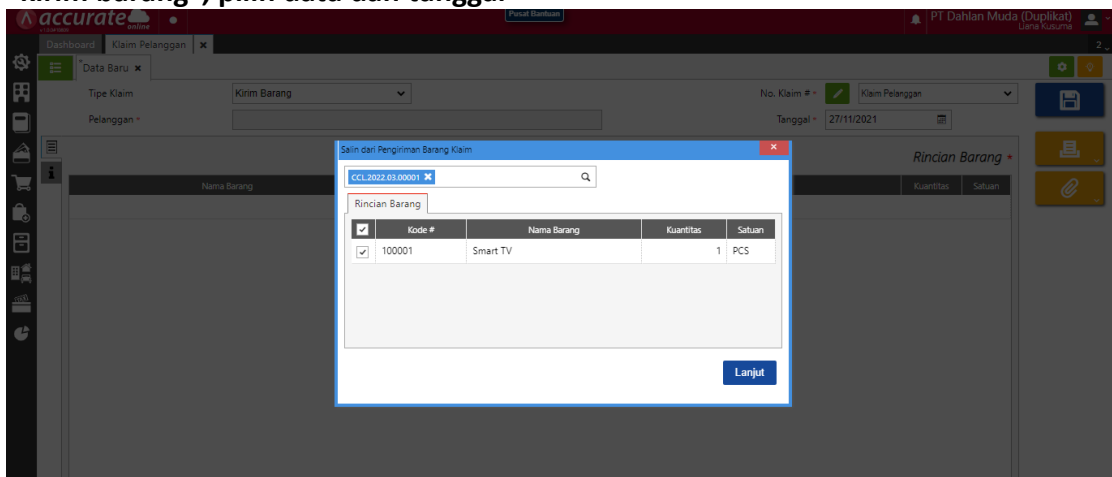 "kirim barang", pilih data dan tanggal
accurate online
Pusat Bantuan
PT Dahlan Muda (Duplikat)
Liana Kusuma
Dashboard
Klaim Pelanggan
2
Data Baru
Tipe Klaim
Kirim Barang
No. Klaim #
Klaim Pelanggan
Pelanggan *
Tanggal *
27/11/2021
Salin dari Pengiriman Barang Klaim
Rincian Barang *
CCL.2022.03.00001
Nama Barang
Kuantitas
Satuan
Rincian Barang
Kode #
Nama Barang
Kuantitas
Satuan
100001
Smart TV
1
PCS
Lanjut